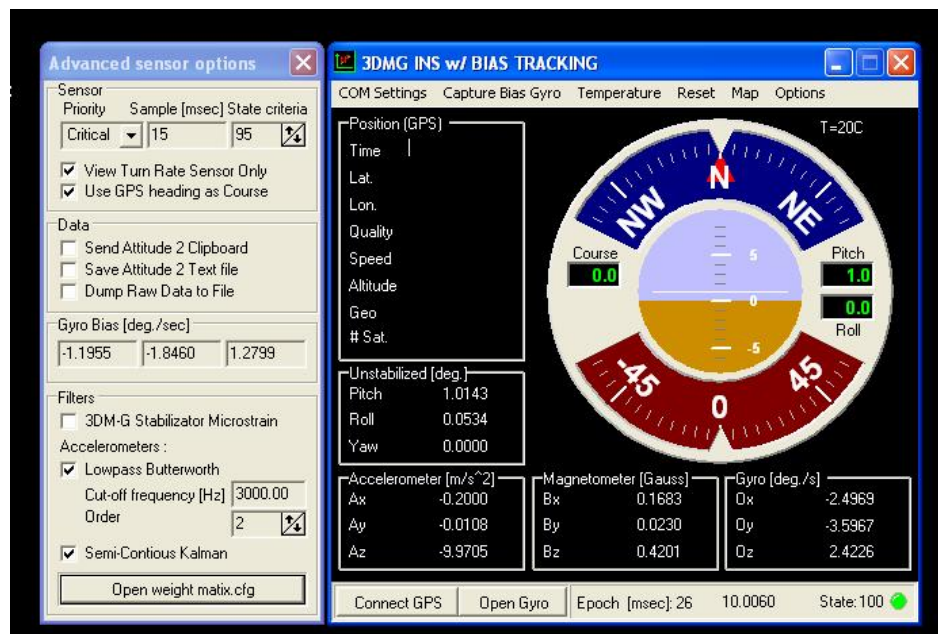 Advanced sensor options
Sensor
Priority Sample [msec] State criteria
Critical 15 95
View Turn Rate Sensor Only
Use GPS heading as Course
Data
Send Attitude 2 Clipboard
Save Attitude 2 Text file
Dump Raw Data to File
Gyro Bias [deg./sec]
-1.1955 -1.8460 1.2799
Filters
3DM-G Stabilizator Microstrain
Accelerometers :
Lowpass Butterworth
Cut-off frequency [Hz] 3000.00
Order 2
Semi-Contious Kalman
Open weight matix.cfg
3DMG INS w/ BIAS TRACKING
COM Settings Capture Bias Gyro Temperature Reset Map Options
Position (GPS)
Time
Lat.
Lon.
Quality
Speed
Altitude
Geo
# Sat.
T=20C
NW N NE
Course
0.0
5
0
-5
Pitch
1.0
0.0
Roll
-45 0 45
Unstabilized [deg.]
Pitch 1.0143
Roll 0.0534
Yaw 0.0000
Accelerometer [m/s^2]
Ax -0.2000
Ay -0.0108
Az -9.9705
Magnetometer [Gauss]
Bx 0.1683
By 0.0230
Bz 0.4201
Gyro [deg./s]
Ox -2.4969
Oy -3.5967
Oz 2.4226
Connect GPS Open Gyro Epoch [msec]: 26 10.0060 State: 100